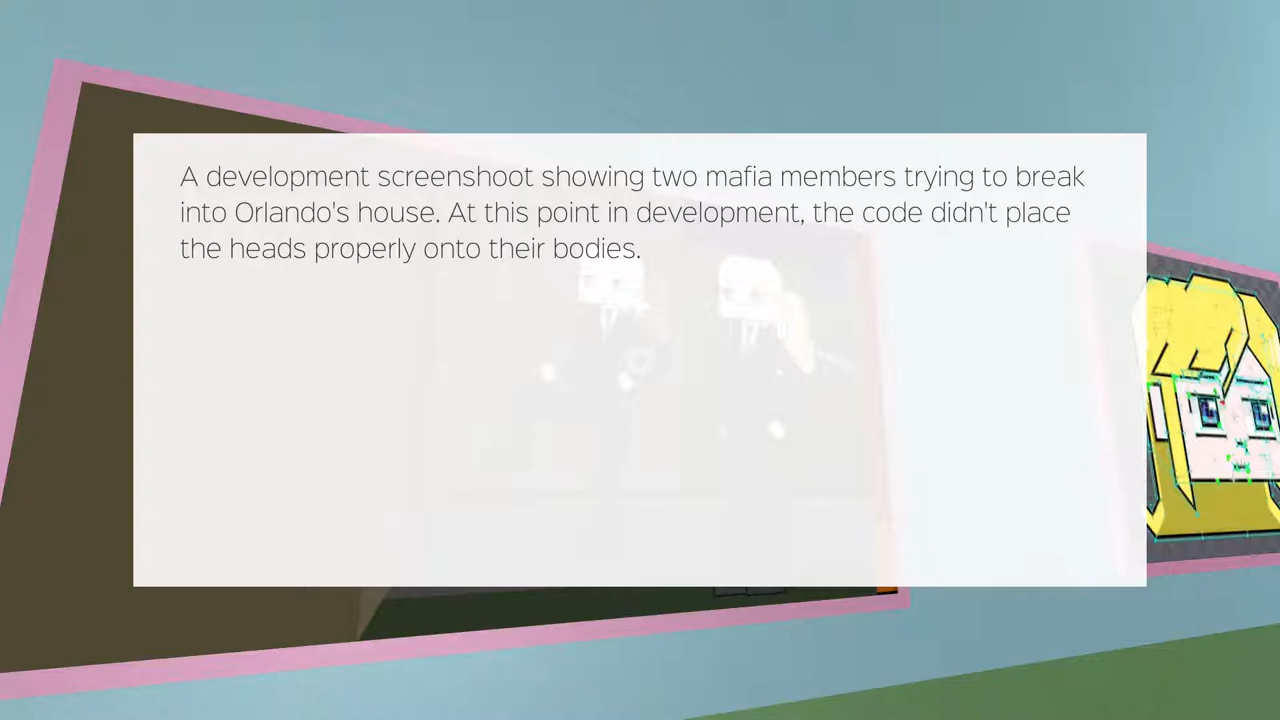 A development screenshoot showing two mafia members trying to break
into Orlando's house. At this point in development, the code didn't place
the heads properly onto their bodies.